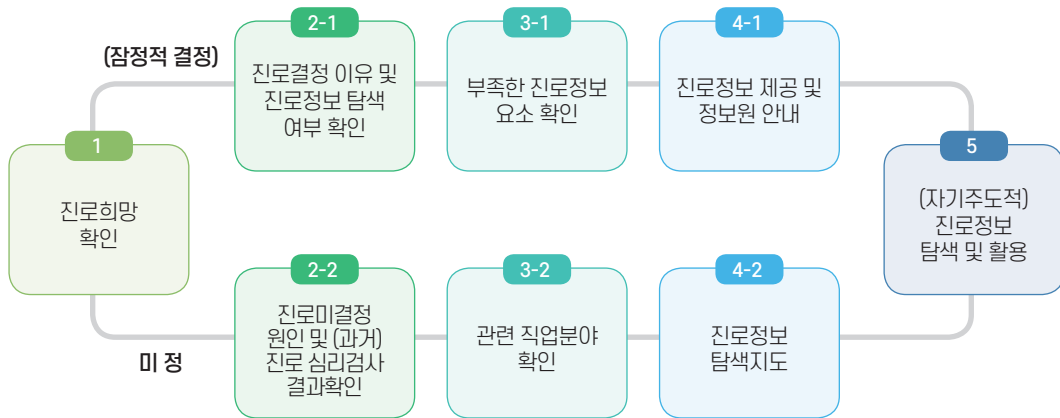 (잠정적 결정)
2-1
진로결정 이유 및
진로정보 탐색
여부 확인
3-1
부족한 진로정보
요소 확인
4-1
진로정보 제공 및
정보원 안내
1
진로희망
확인
5
(자기주도적)
진로정보
탐색 및 활용
미 정
2-2
진로미결정
원인 및 (과거)
진로 심리검사
결과확인
3-2
관련 직업분야
확인
4-2
진로정보
탐색지도